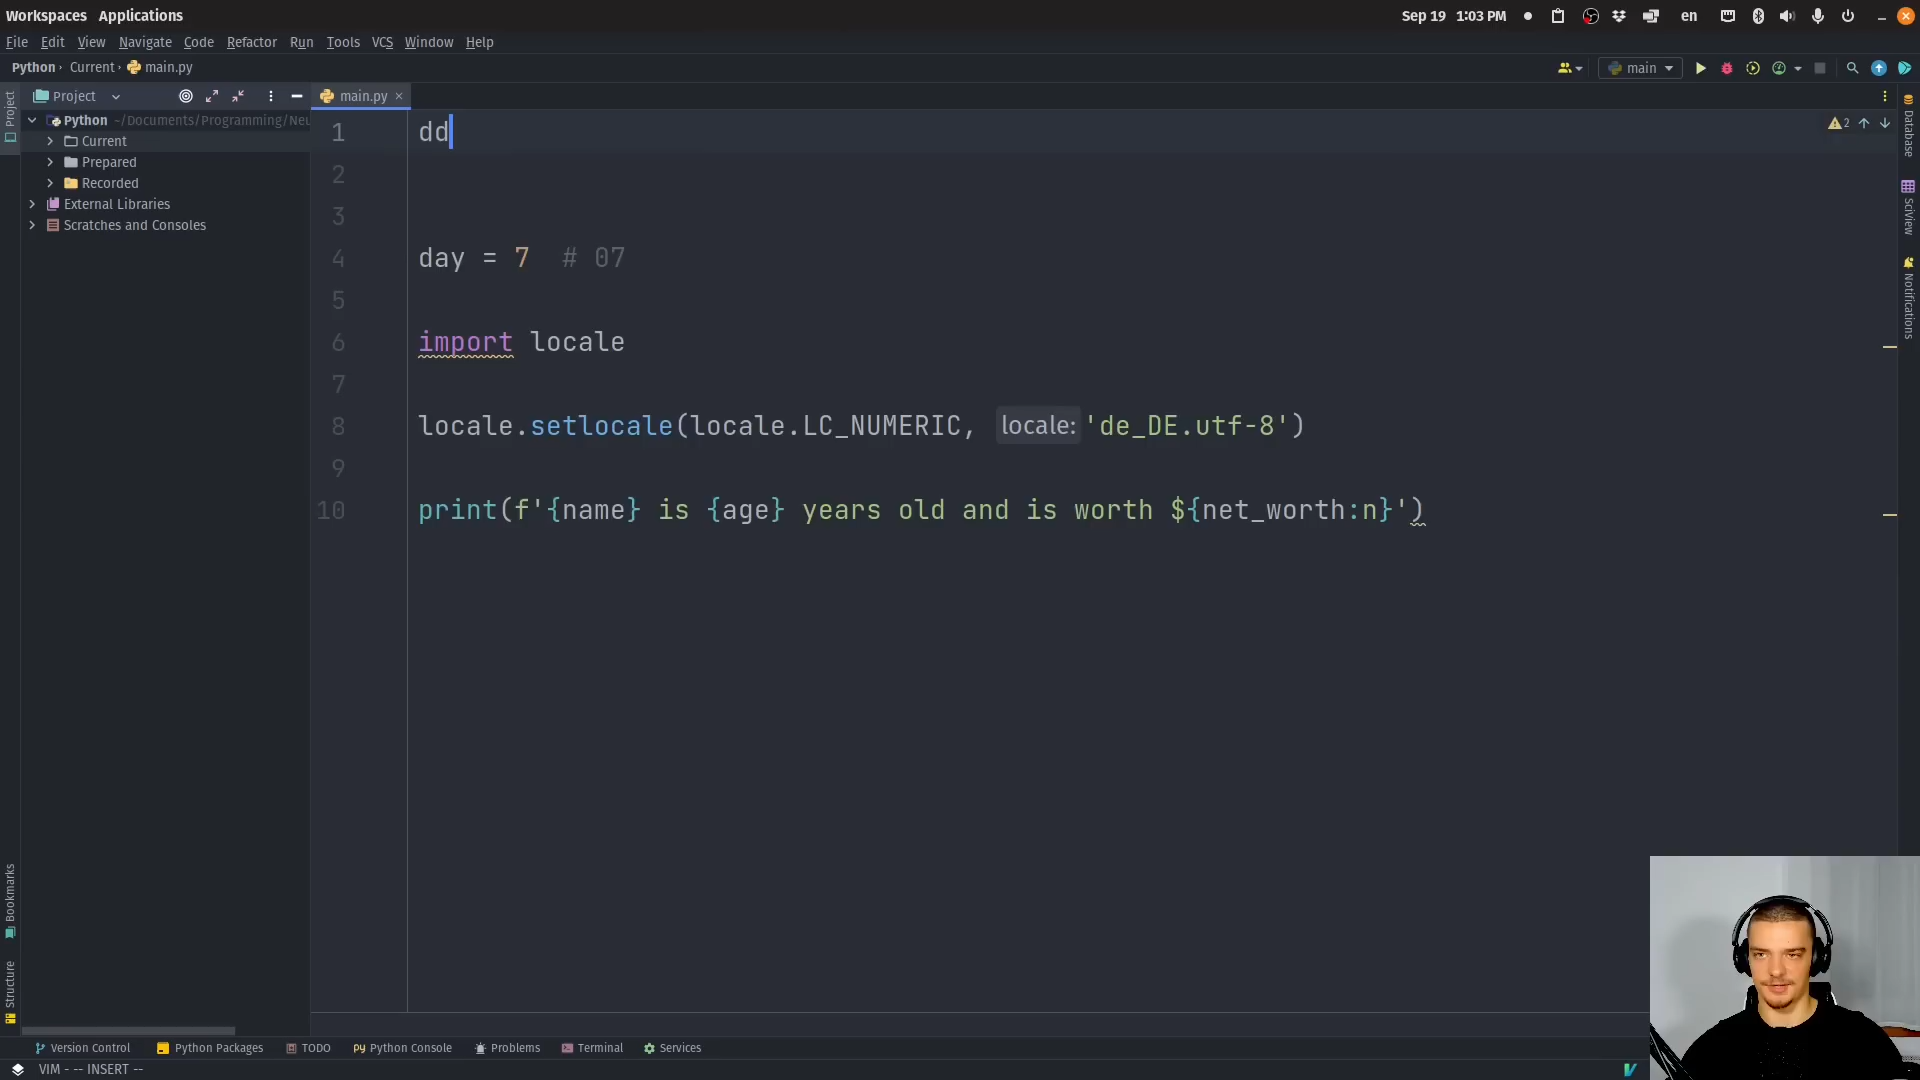 Workspaces Applications
Sep 19 1:03 PM en
File Edit View Navigate Code Refactor Run Tools VCS Window Help
Python Current main.py
main
Project
main.py
Python ~/Documents/Programming/Neu
Current
Prepared
Recorded
External Libraries
Scratches and Consoles
Project
Bookmarks
Structure
Database
SciView
Notifications
2
1 dd
2
3
4 day = 7 # 07
5
6 import locale
7
8 locale.setlocale(locale.LC_NUMERIC, locale: 'de_DE.utf-8')
9
10 print(f'{name} is {age} years old and is worth ${net_worth:n}')
Version Control Python Packages TODO Python Console Problems Terminal Services
VIM - -- INSERT --